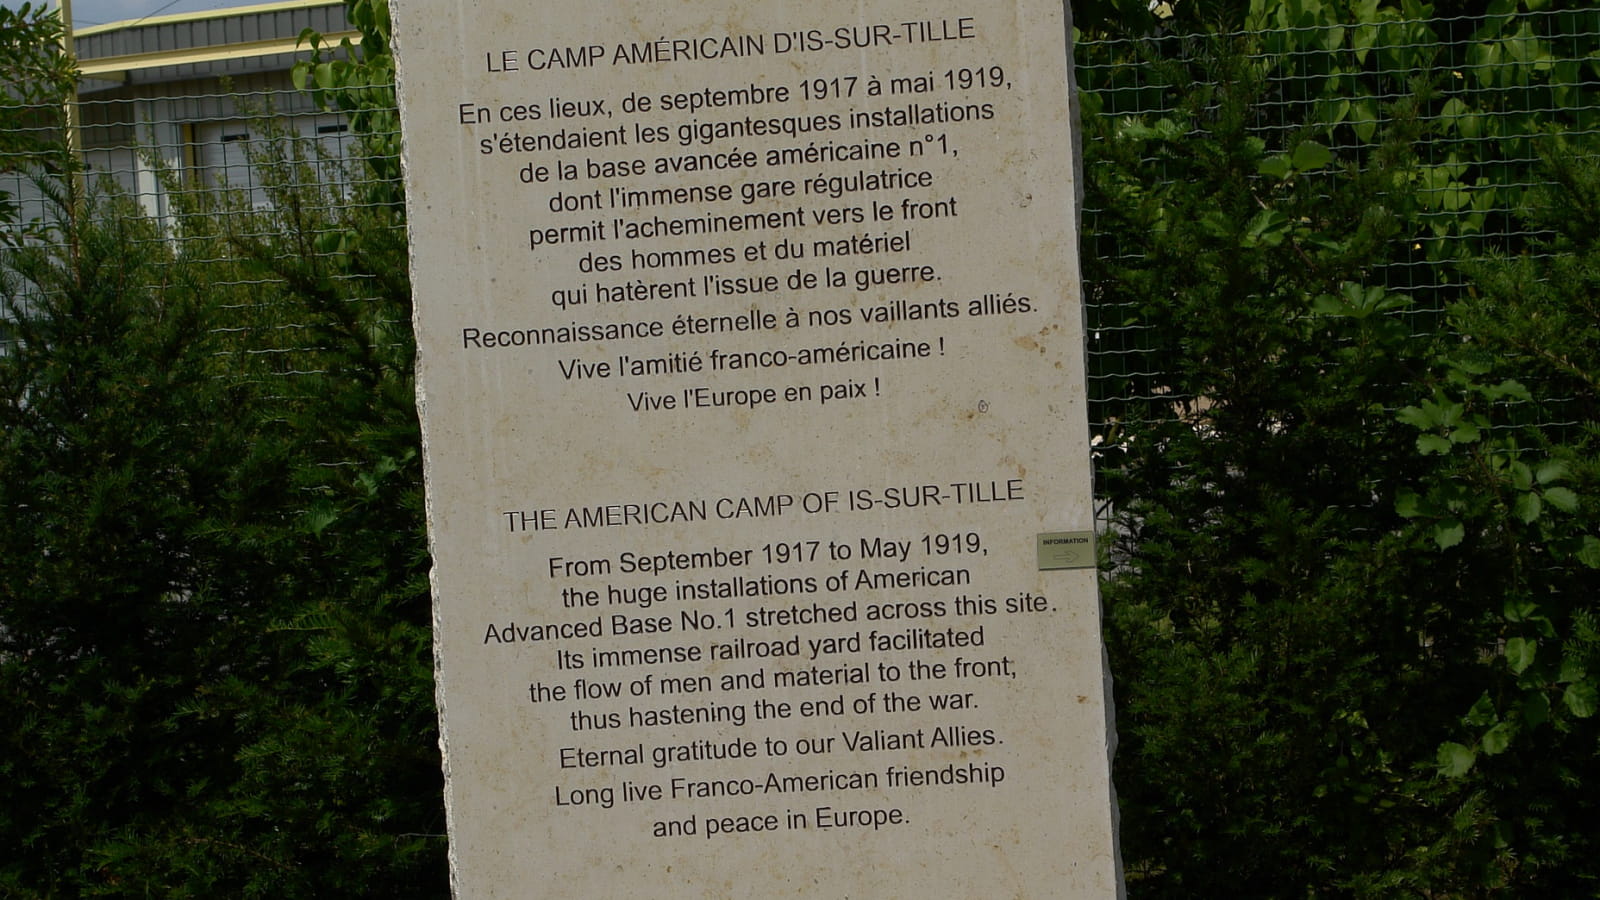 LE CAMP AMÉRICAIN D'IS-SUR-TILLE
En ces lieux, de septembre 1917 à mai 1919,
s'étendaient les gigantesques installations
de la base avancée américaine n°1,
dont l'immense gare régulatrice
permit l'acheminement vers le front
des hommes et du matériel
qui hatèrent l'issue de la guerre.
Reconnaissance éternelle à nos vaillants alliés.
Vive l'amitié franco-américaine !
Vive l'Europe en paix !
THE AMERICAN CAMP OF IS-SUR-TILLE
From September 1917 to May 1919,
the huge installations of American
Advanced Base No.1 stretched across this site.
Its immense railroad yard facilitated
the flow of men and material to the front,
thus hastening the end of the war.
Eternal gratitude to our Valiant Allies.
Long live Franco-American friendship
and peace in Europe.
INFORMATION